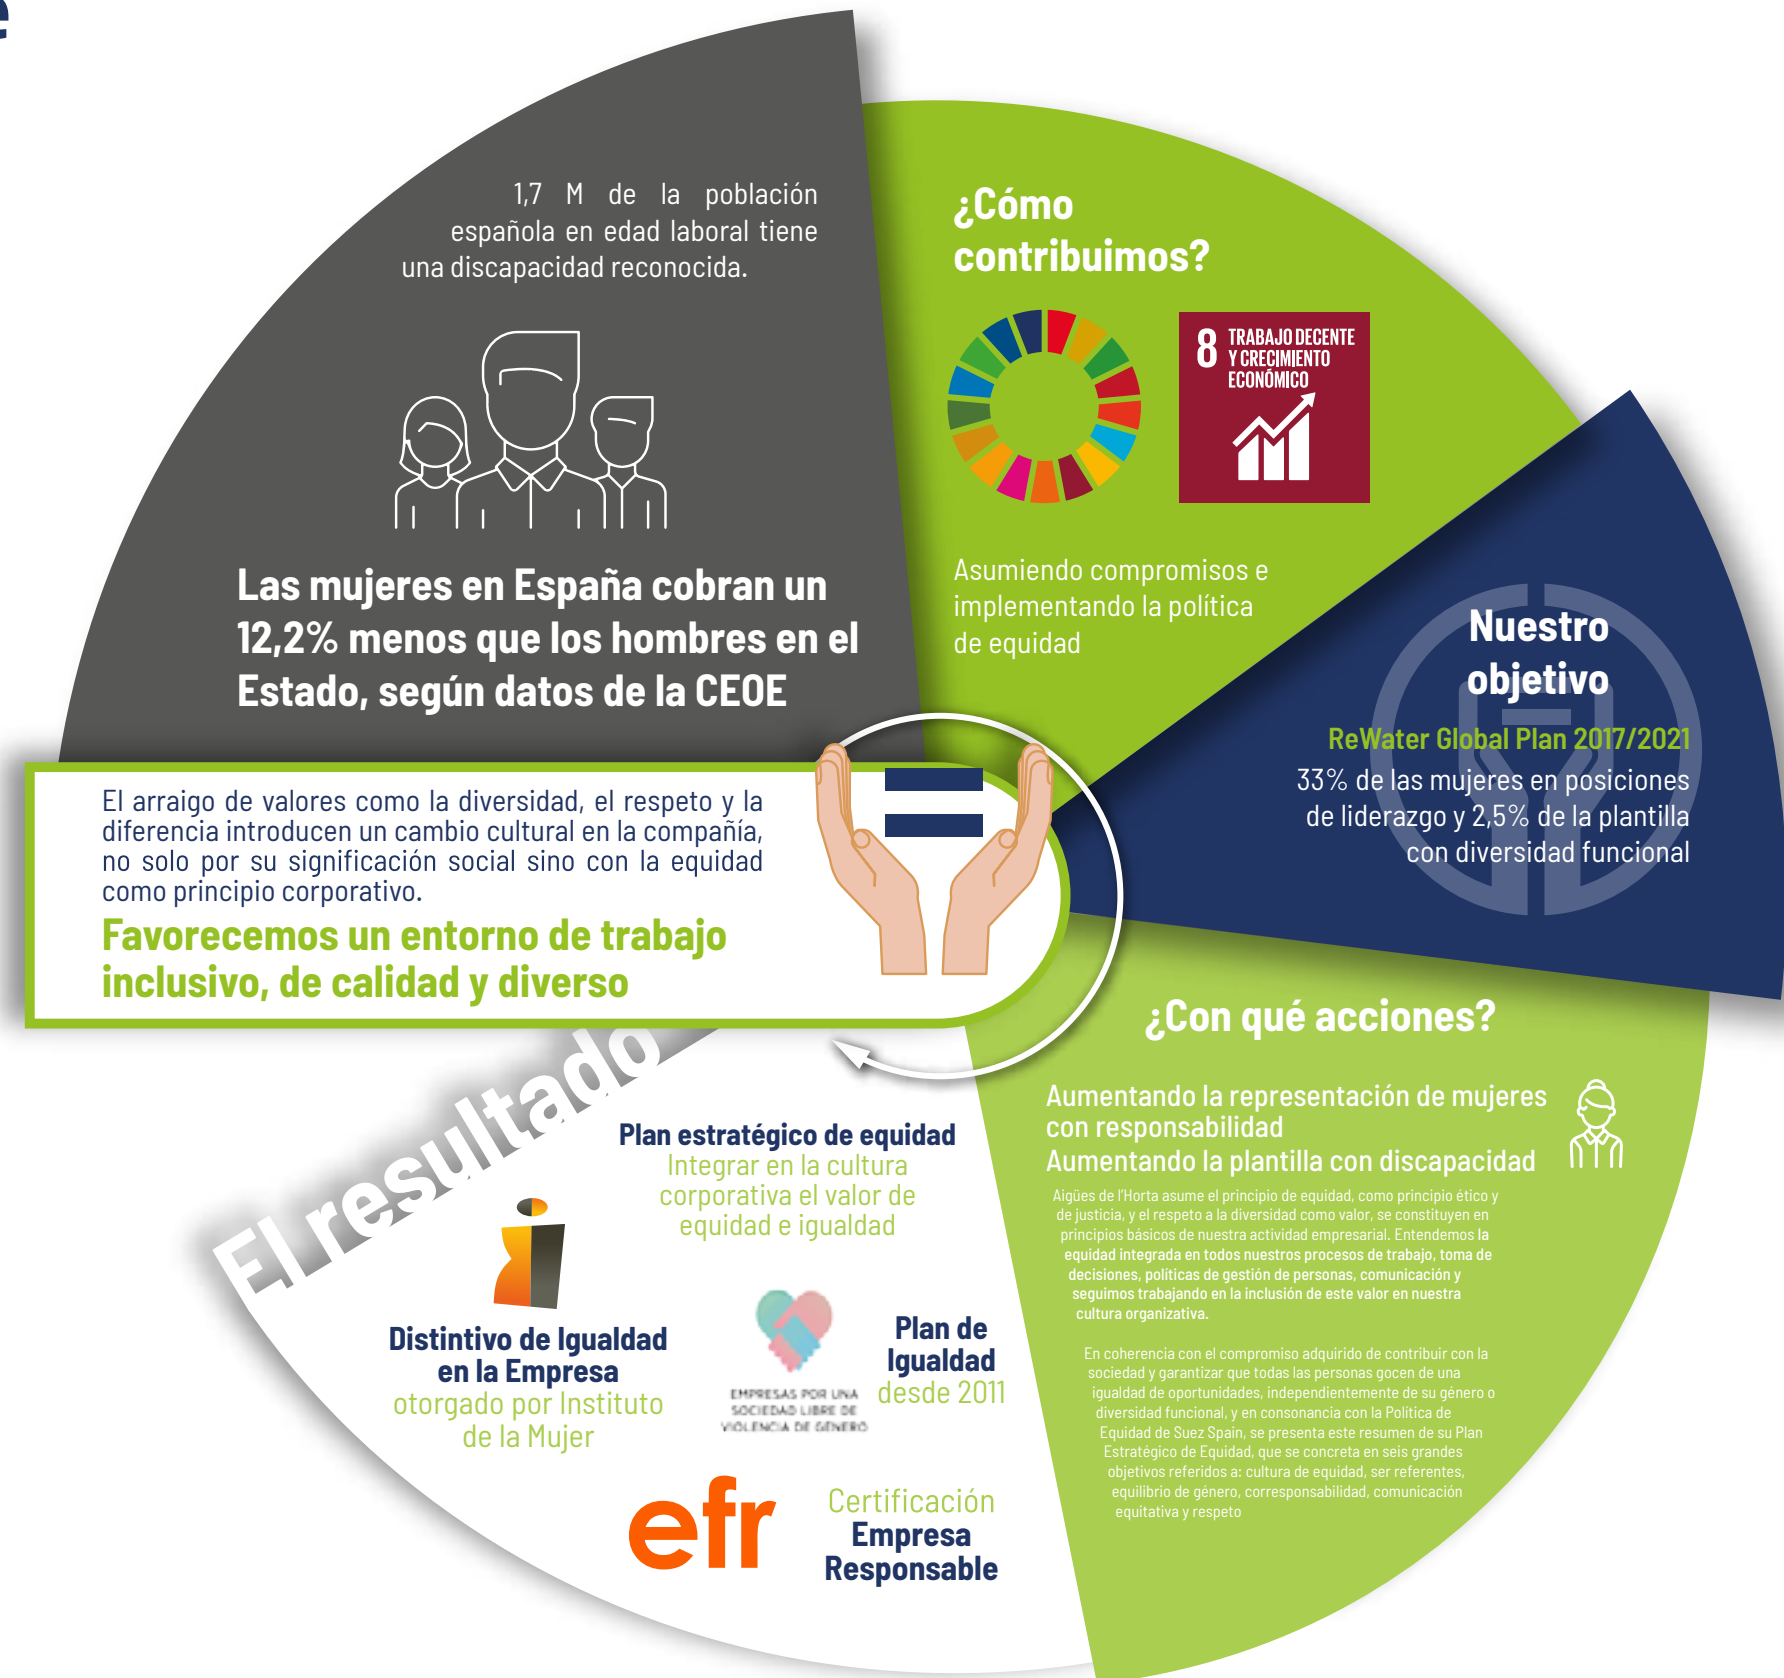 e
1,7 M de la población
española en edad laboral tiene
una discapacidad reconocida.
Las mujeres en España cobran un
12,2% menos que los hombres en el
Estado, según datos de la CEOE
¿Cómo
contribuimos?
8 TRABAJO DECENTE
Y CRECIMIENTO
ECONÓMICO
Asumiendo compromisos e
implementando la política
de equidad
Nuestro
objetivo
ReWater Global Plan 2017/2021
33% de las mujeres en posiciones
de liderazgo y 2,5% de la plantilla
con diversidad funcional
El arraigo de valores como la diversidad, el respeto y la
diferencia introducen un cambio cultural en la compañía,
no solo por su significación social sino con la equidad
como principio corporativo.
Favorecemos un entorno de trabajo
inclusivo, de calidad y diverso
¿Con qué acciones?
Aumentando la representación de mujeres
con responsabilidad
Aumentando la plantilla con discapacidad
Aigües de l'Horta asume el principio de equidad, como principio ético y
de justicia, y el respeto a la diversidad como valor, se constituyen en
principios básicos de nuestra actividad empresarial. Entendemos la
equidad integrada en todos nuestros procesos de trabajo, toma de
decisiones, políticas de gestión de personas, comunicación y
seguimos trabajando en la inclusión de este valor en nuestra
cultura organizativa.
En coherencia con el compromiso adquirido de contribuir con la
sociedad y garantizar que todas las personas gocen de una
igualdad de oportunidades, independientemente de su género o
diversidad funcional, y en consonancia con la Política de
Equidad de Suez Spain, se presenta este resumen de su Plan
Estratégico de Equidad, que se concreta en seis grandes
objetivos referidos a: cultura de equidad, ser referentes,
equilibrio de género, corresponsabilidad, comunicación
equitativa y respeto
El resultado
Plan estratégico de equidad
Integrar en la cultura
corporativa el valor de
equidad e igualdad
Distintivo de Igualdad
en la Empresa
otorgado por Instituto
de la Mujer
EMPRESAS POR UNA
SOCIEDAD LIBRE DE
VIOLENCIA DE GENERO
Plan de
Igualdad
desde 2011
efr
Certificación
Empresa
Responsable